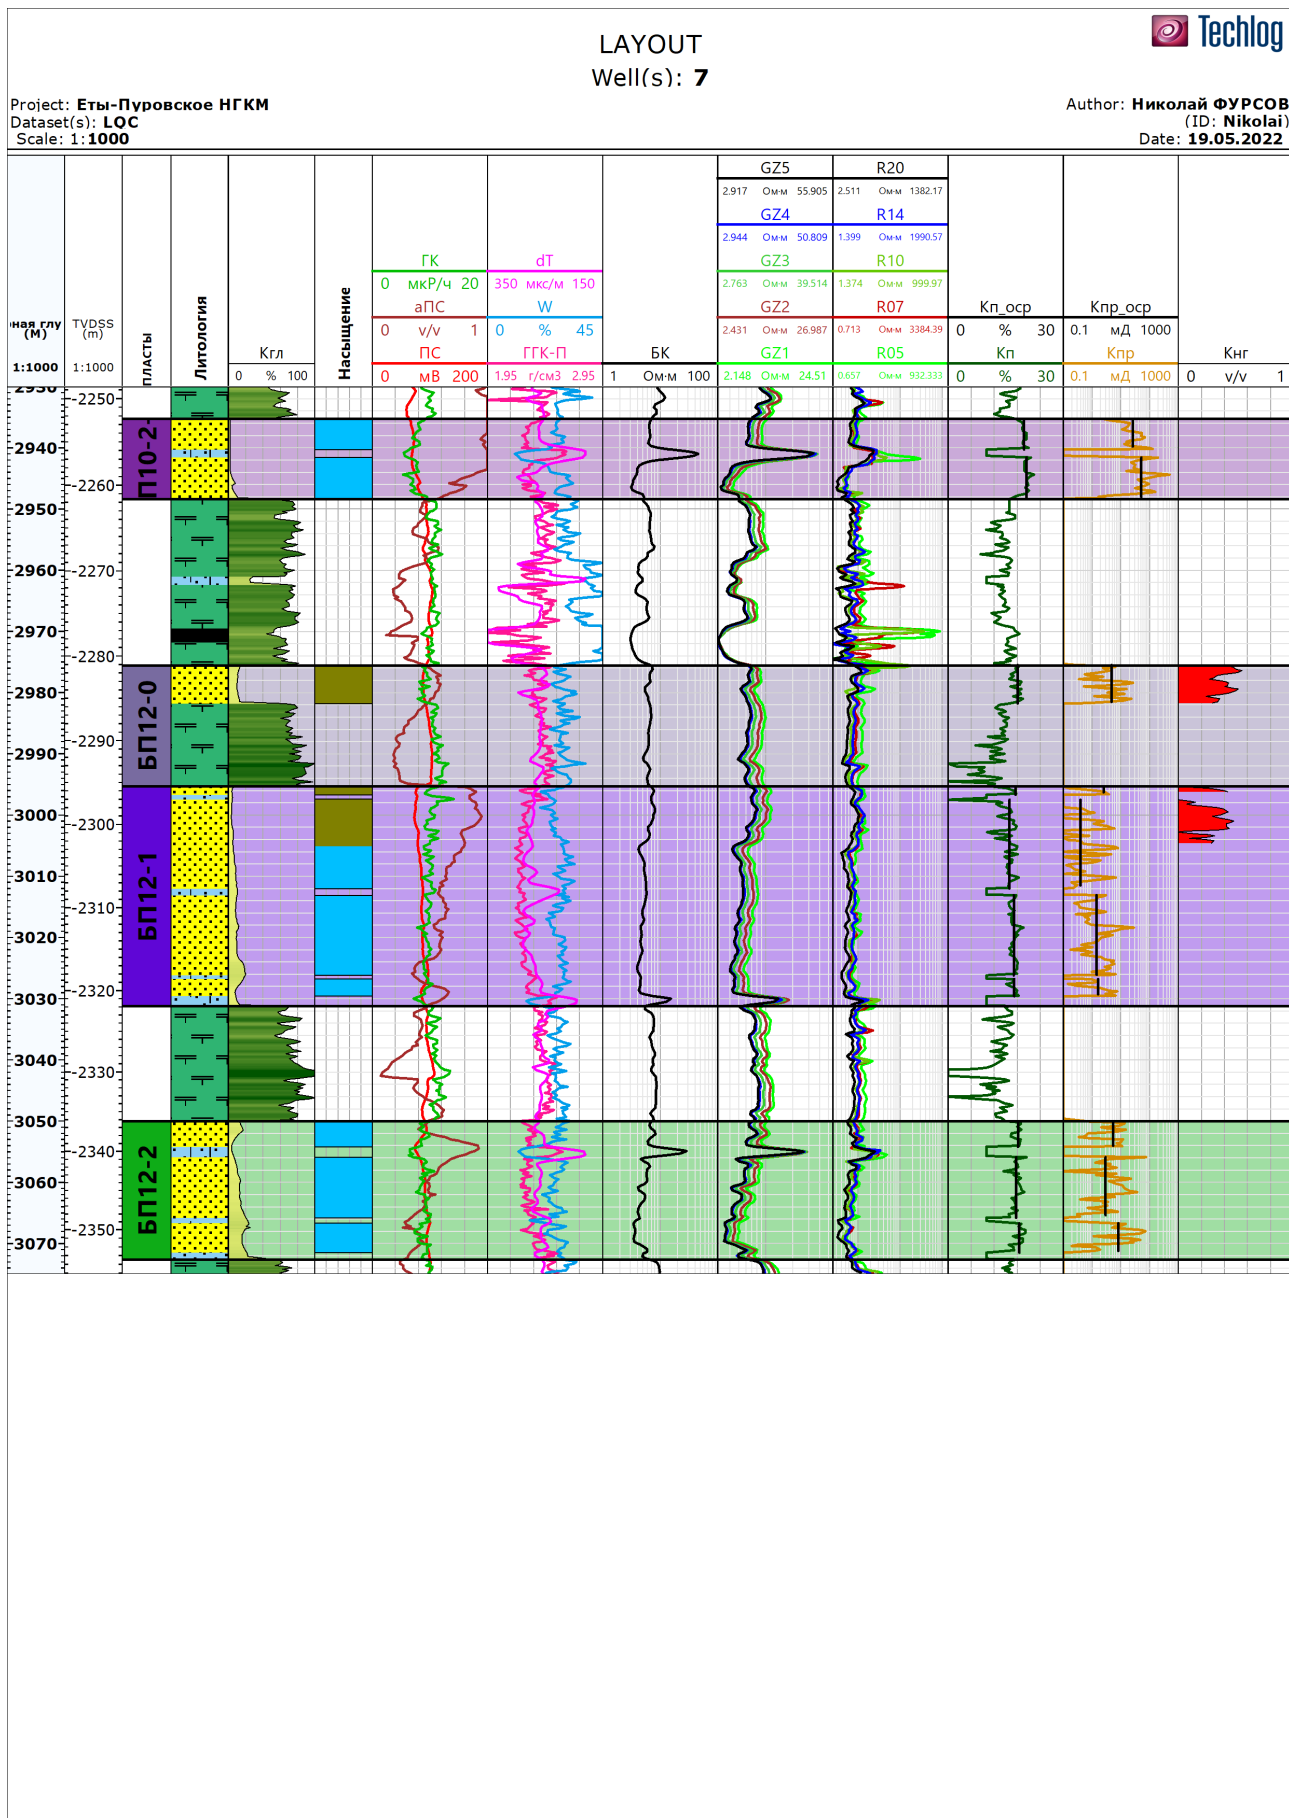 Techlog
LAYOUT
Well(s): 7
Project: Еты-Пуровское НГКМ
Dataset(s): LQC
Scale: 1:1000
Author: Николай ФУРСОВ
(ID: Nikolai)
Date: 19.05.2022
ная глу
(М)
1:1000
TVDSS
(m)
1:1000
ПЛАСТЫ
Литология
Кгл
0 % 100
Насыщение
ГК
0 мкР/ч 20
аПС
0 v/v 1
ПС
0 мВ 200
dT
350 мкс/м 150
W
0 % 45
ГГК-П
1.95 г/см3 2.95
БК
1 Ом·м 100
GZ5
2.917 Ом·м 55.905
GZ4
2.944 Ом·м 50.809
GZ3
2.763 Ом·м 39.514
GZ2
2.431 Ом·м 26.987
GZ1
2.148 Ом·м 24.51
R20
2.511 Ом·м 1382.17
R14
1.399 Ом·м 1990.57
R10
1.374 Ом·м 999.97
R07
0.713 Ом·м 3384.39
R05
0.657 Ом·м 932.333
Кп_оср
0 % 30
Кп
0 % 30
Кпр_оср
0.1 мД 1000
Кпр
0.1 мД 1000
Кнг
0 v/v 1
2930
2940
2950
2960
2970
2980
2990
3000
3010
3020
3030
3040
3050
3060
3070
-2250
-2260
-2270
-2280
-2290
-2300
-2310
-2320
-2330
-2340
-2350
П10-2-
БП12-0
БП12-1
БП12-2